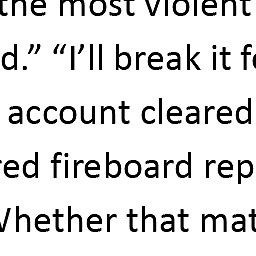 the most violent
d.” “I’ll break it f
account cleared
red fireboard rep
Whether that mat